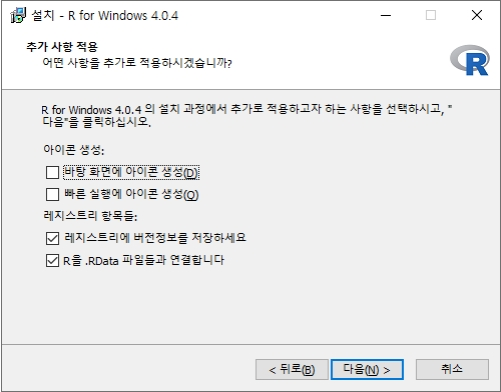 설치 - R for Windows 4.0.4
추가 사항 적용
어떤 사항을 추가로 적용하시겠습니까?
R
R for Windows 4.0.4 의 설치 과정에서 추가로 적용하고자 하는 사항을 선택하시고, "
다음"을 클릭하십시오.
아이콘 생성:
바탕 화면에 아이콘 생성(D)
빠른 실행에 아이콘 생성(Q)
레지스트리 항목들:
레지스트리에 버전정보를 저장하세요
R을 .RData 파일들과 연결합니다
< 뒤로(B) 다음(N) > 취소